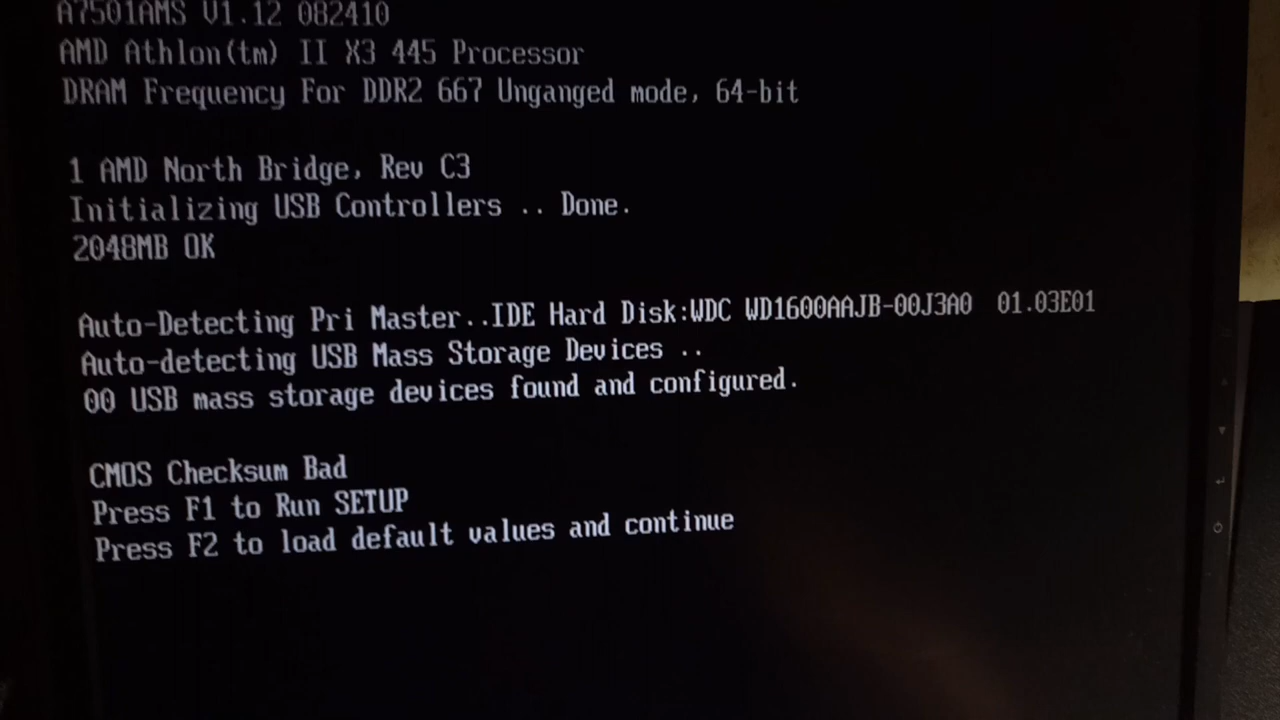 A7501AMS V1.12 082410
AMD Athlon(tm) II X3 445 Processor
DRAM Frequency For DDR2 667 Unganged mode, 64-bit
1 AMD North Bridge, Rev C3
Initializing USB Controllers .. Done.
2048MB OK
Auto-Detecting Pri Master..IDE Hard Disk:WDC WD1600AAJB-00J3A0 01.03E01
Auto-detecting USB Mass Storage Devices ..
00 USB mass storage devices found and configured.
CMOS Checksum Bad
Press F1 to Run SETUP
Press F2 to load default values and continue